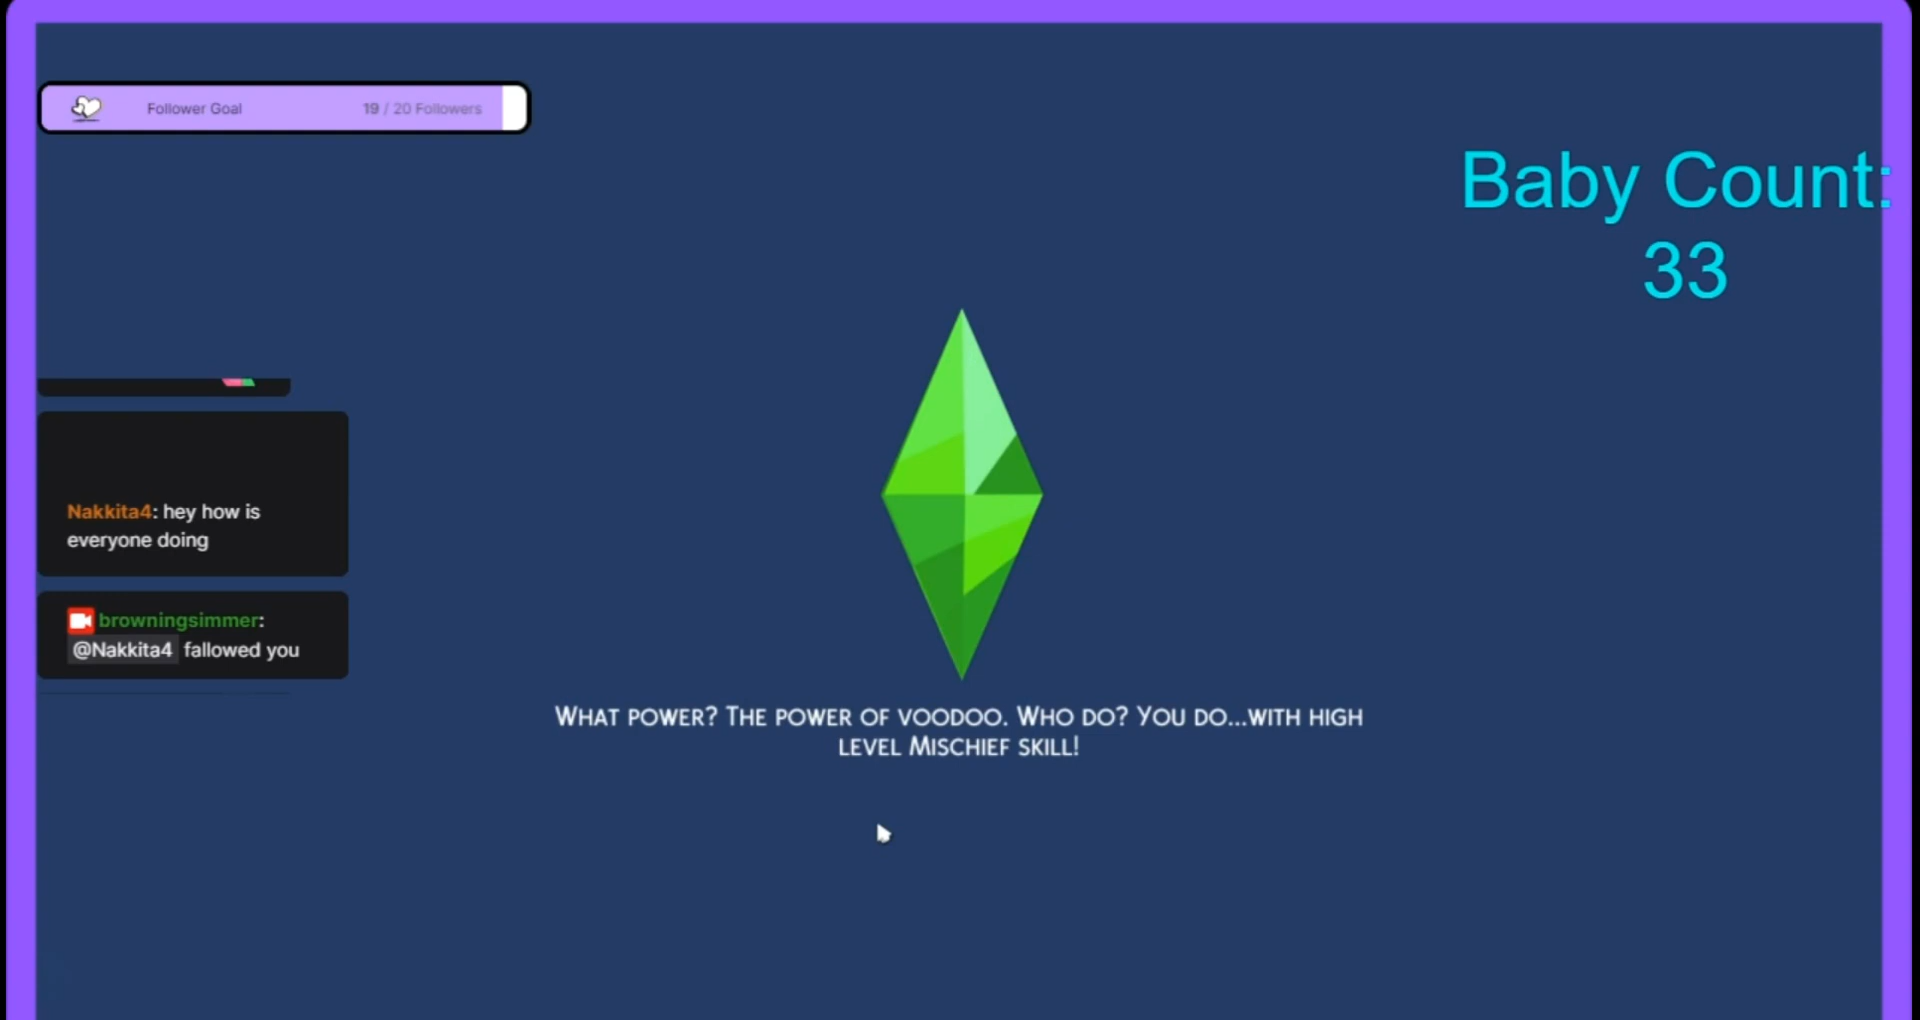 Follower Goal 19 / 20 Followers
Baby Count:
33
Nakkita4: hey how is
everyone doing
browningsimmer:
@Nakkita4 fallowed you
What power? The power of voodoo. Who do? You do...with high
level Mischief skill!